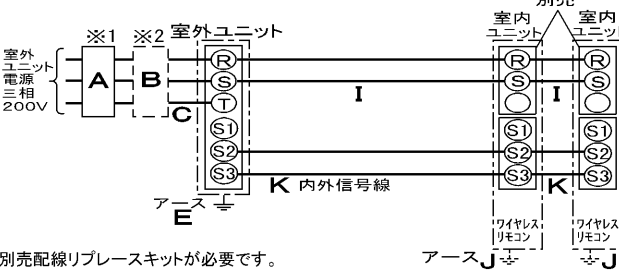 別売
※1
※2
室外ユニット
室内
ユニット
室内
ユニット
室外
ユニット
電源
三相
200V
A
B
C
R
S
T
S1
S2
S3
I
K 内外信号線
アース
E
R
S
S1
S2
S3
I
K
R
S
S1
S2
S3
ワイヤレス
リモコン
ワイヤレス
リモコン
アース J
J
別売配線リプレースキットが必要です。